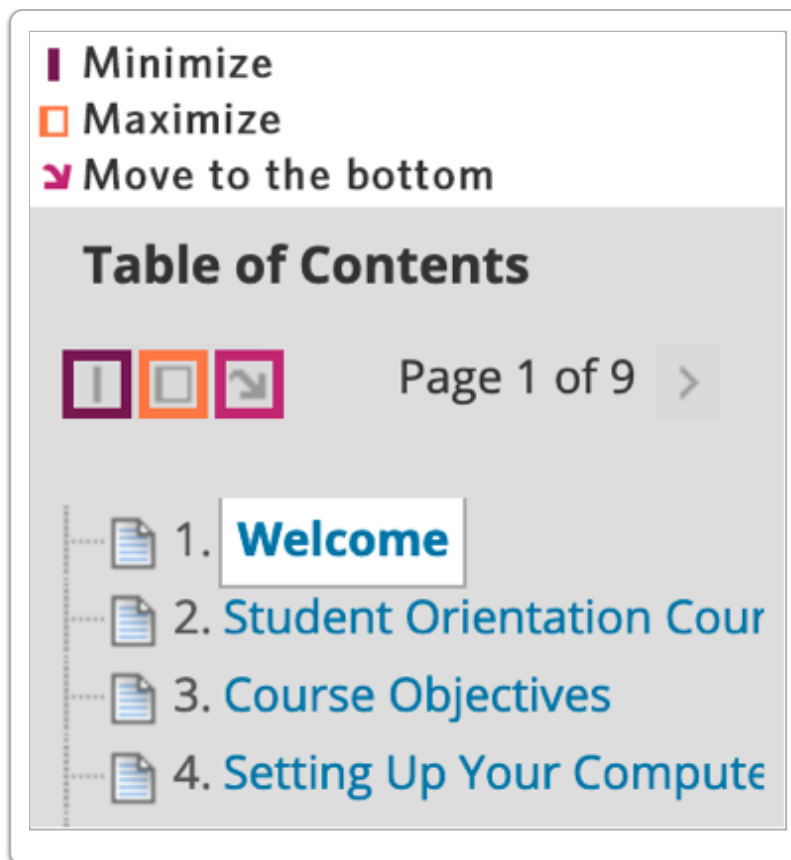 Minimize
Maximize
Move to the bottom
Table of Contents
Page 1 of 9 >
1. Welcome
2. Student Orientation Cour
3. Course Objectives
4. Setting Up Your Compute